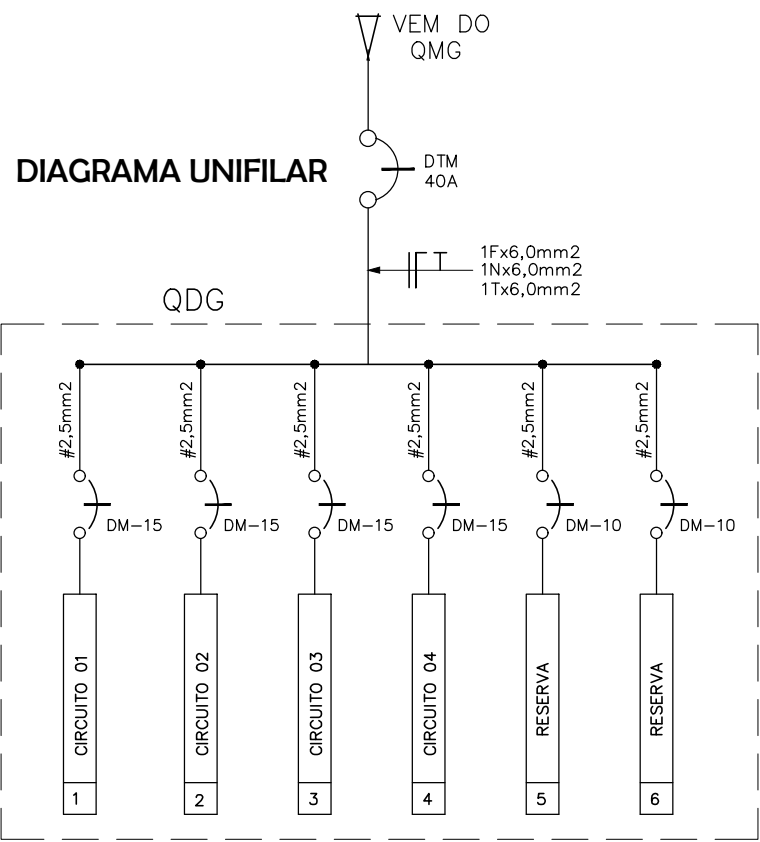 VEM DO
QMG
DIAGRAMA UNIFILAR
DTM
40A
1Fx6,0mm2
1Nx6,0mm2
1Tx6,0mm2
QDG
#2,5mm2
#2,5mm2
#2,5mm2
#2,5mm2
#2,5mm2
#2,5mm2
DM-15
DM-15
DM-15
DM-15
DM-10
DM-10
CIRCUITO 01
CIRCUITO 02
CIRCUITO 03
CIRCUITO 04
RESERVA
RESERVA
1
2
3
4
5
6